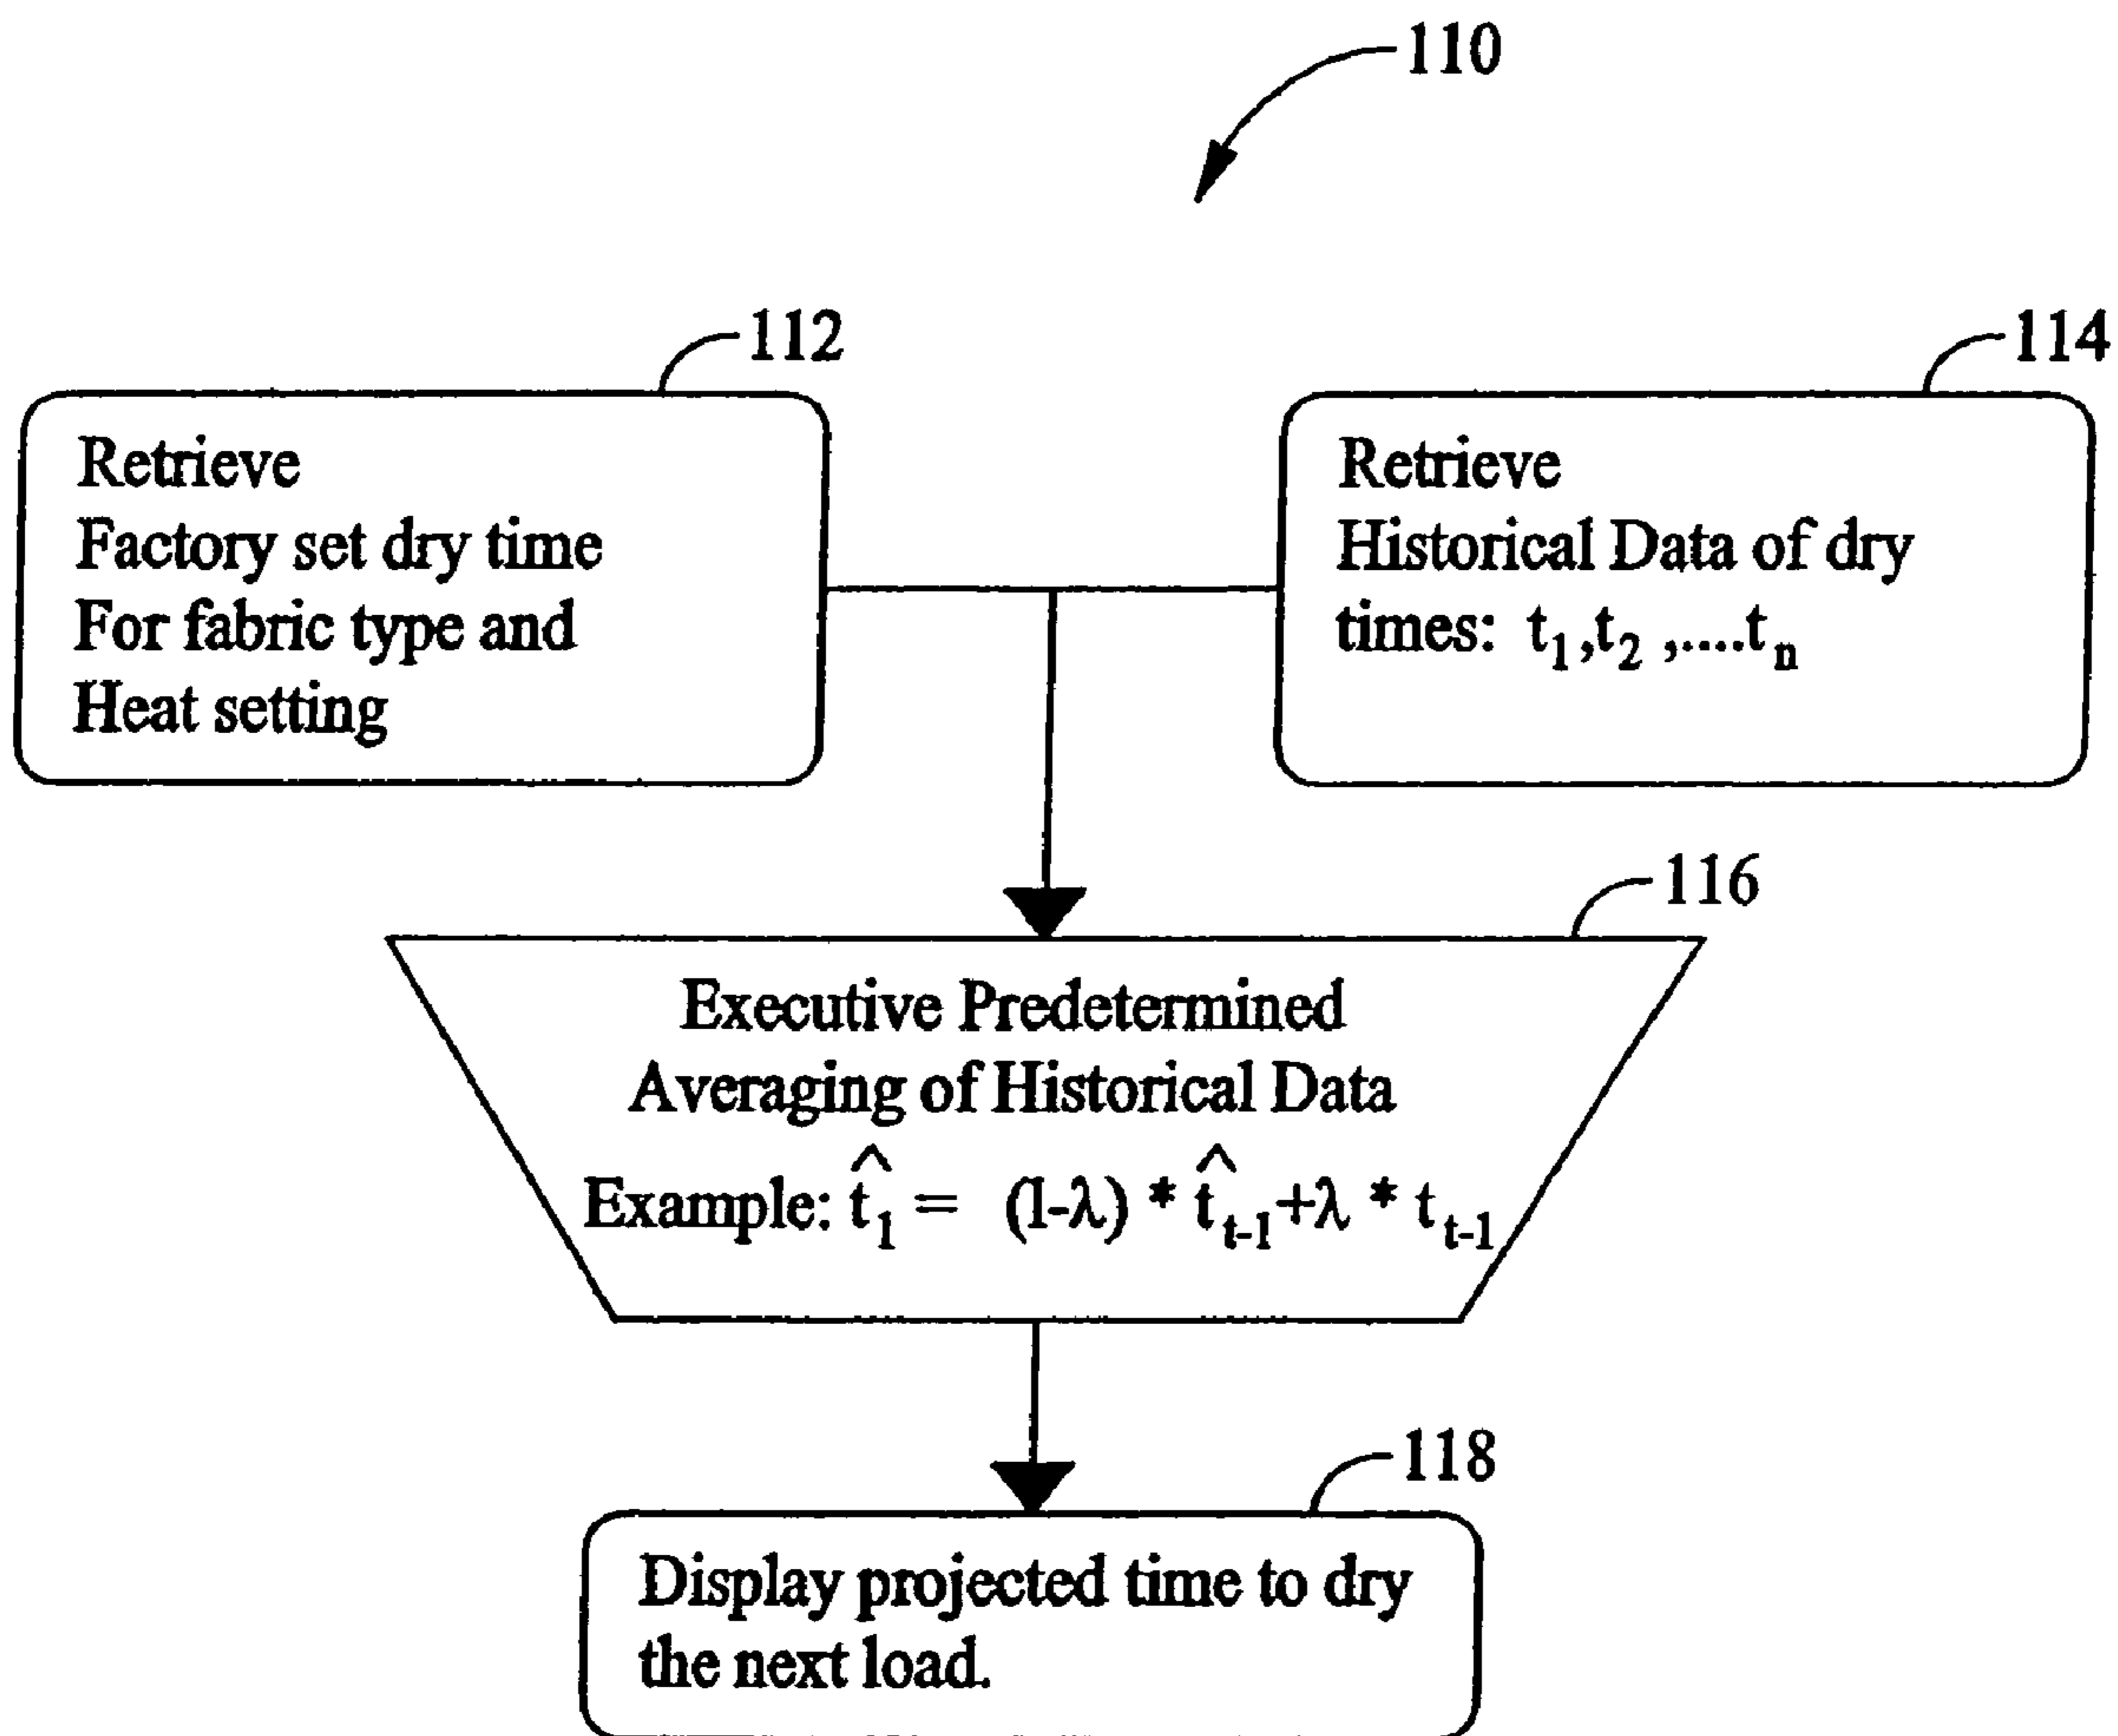 110
112
Retrieve
Factory set dry time
For fabric type and
Heat setting
114
Retrieve
Historical Data of dry
times: t₁,t₂ ,....tₙ
116
Executive Predetermined
Averaging of Historical Data
Example: t̂₁ = (1-λ) * t̂ₜ₋₁+λ * tₜ₋₁
118
Display projected time to dry
the next load.